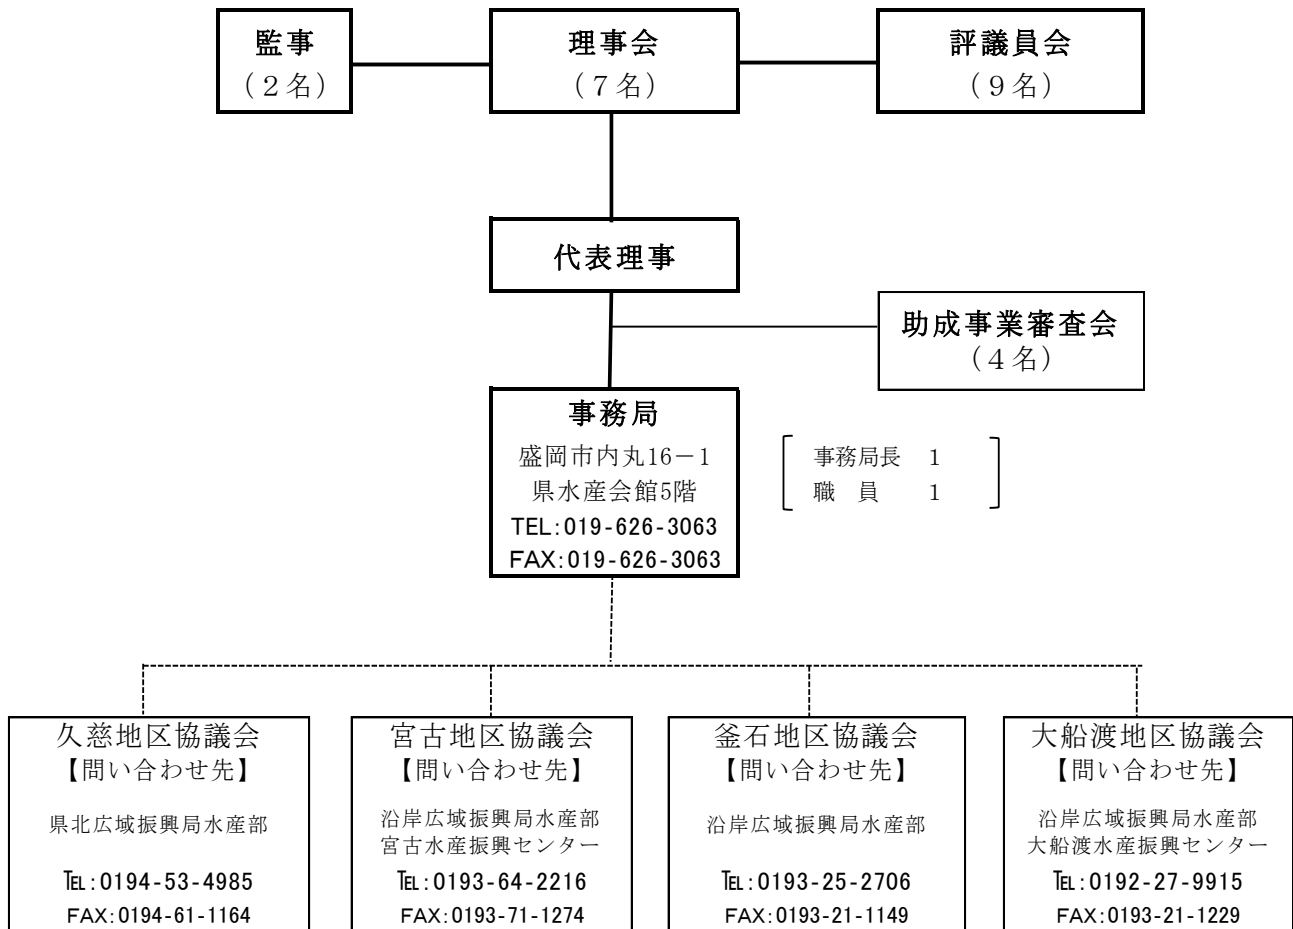 監事
（２名）
理事会
（７名）
評議員会
（９名）
代表理事
助成事業審査会
（４名）
事務局
盛岡市内丸16－1
県水産会館5階
TEL:019-626-3063
FAX:019-626-3063
事務局長　1
職　員　1
久慈地区協議会
【問い合わせ先】
県北広域振興局水産部
℡:0194-53-4985
FAX:0194-61-1164
宮古地区協議会
【問い合わせ先】
沿岸広域振興局水産部
宮古水産振興センター
℡:0193-64-2216
FAX:0193-71-1274
釜石地区協議会
【問い合わせ先】
沿岸広域振興局水産部
℡:0193-25-2706
FAX:0193-21-1149
大船渡地区協議会
【問い合わせ先】
沿岸広域振興局水産部
大船渡水産振興センター
℡:0192-27-9915
FAX:0193-21-1229